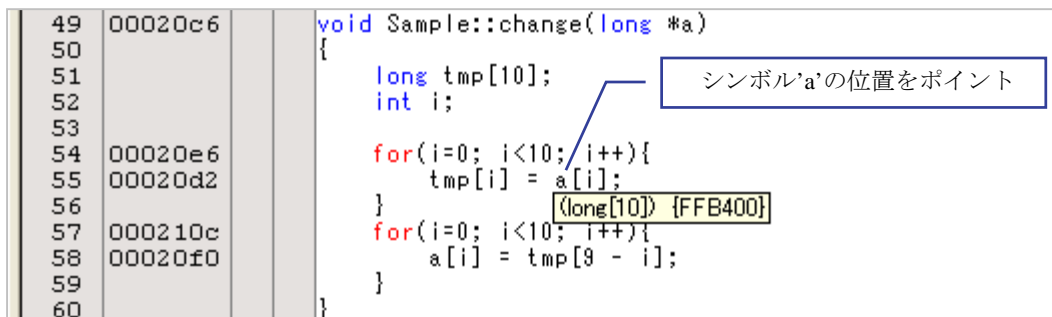 49 00020c6 void Sample::change(long *a)
50 {
51 long tmp[10];
シンボル'a'の位置をポイント
52 int i;
53
54 00020e6 for(i=0; i<10; i++){
55 00020d2 tmp[i] = a[i];
56 }
(long[10]) {FFB400}
57 000210c for(i=0; i<10; i++){
58 00020f0 a[i] = tmp[9 - i];
59 }
60 }